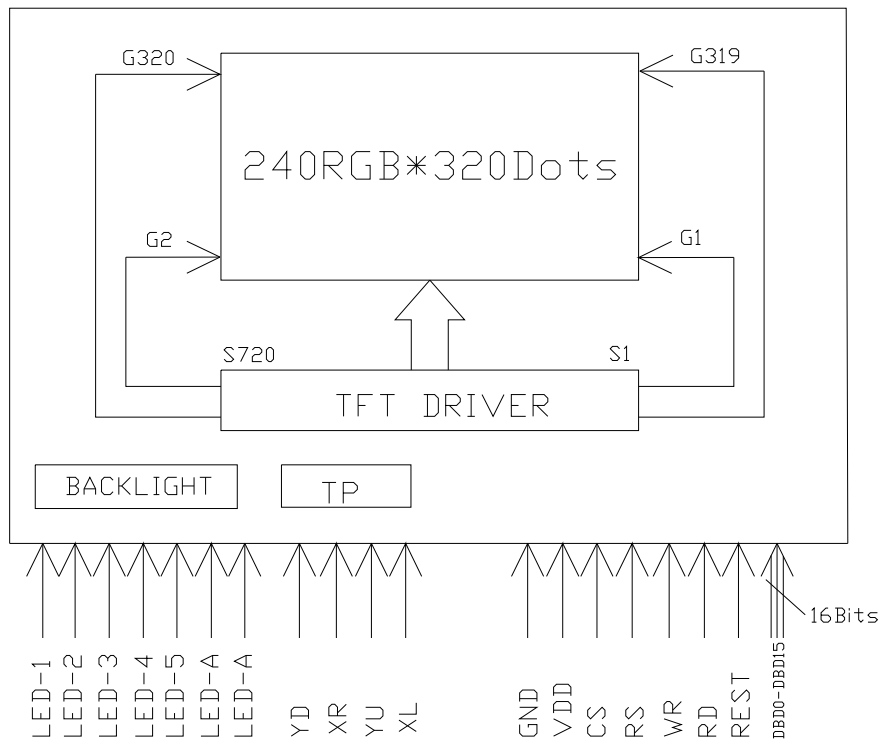 G320
G319
240RGB*320Dots
G2
G1
S720
S1
TFT DRIVER
BACKLIGHT
TP
16Bits
LED-1
LED-2
LED-3
LED-4
LED-5
LED-A
LED-A
YD
XR
YU
XL
GND
VDD
CS
RS
WR
RD
REST
DBD0-DBD15